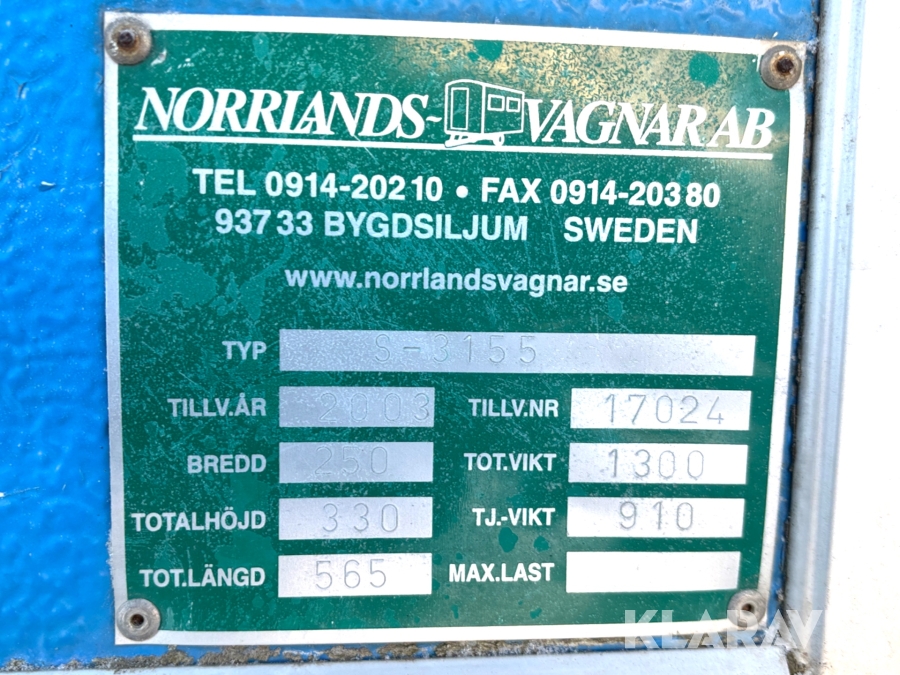 NORRLANDS- VAGNAR AB
TEL 0914-202 10 • FAX 0914-203 80
937 33 BYGDSILJUM SWEDEN
www.norrlandsvagnar.se
TYP S-3155
TILLV.ÅR 2003 TILLV.NR 17024
BREDD 250 TOT.VIKT 1300
TOTALHÖJD 330 TJ.-VIKT 910
TOT.LÄNGD 565 MAX.LAST
KLARAVIK